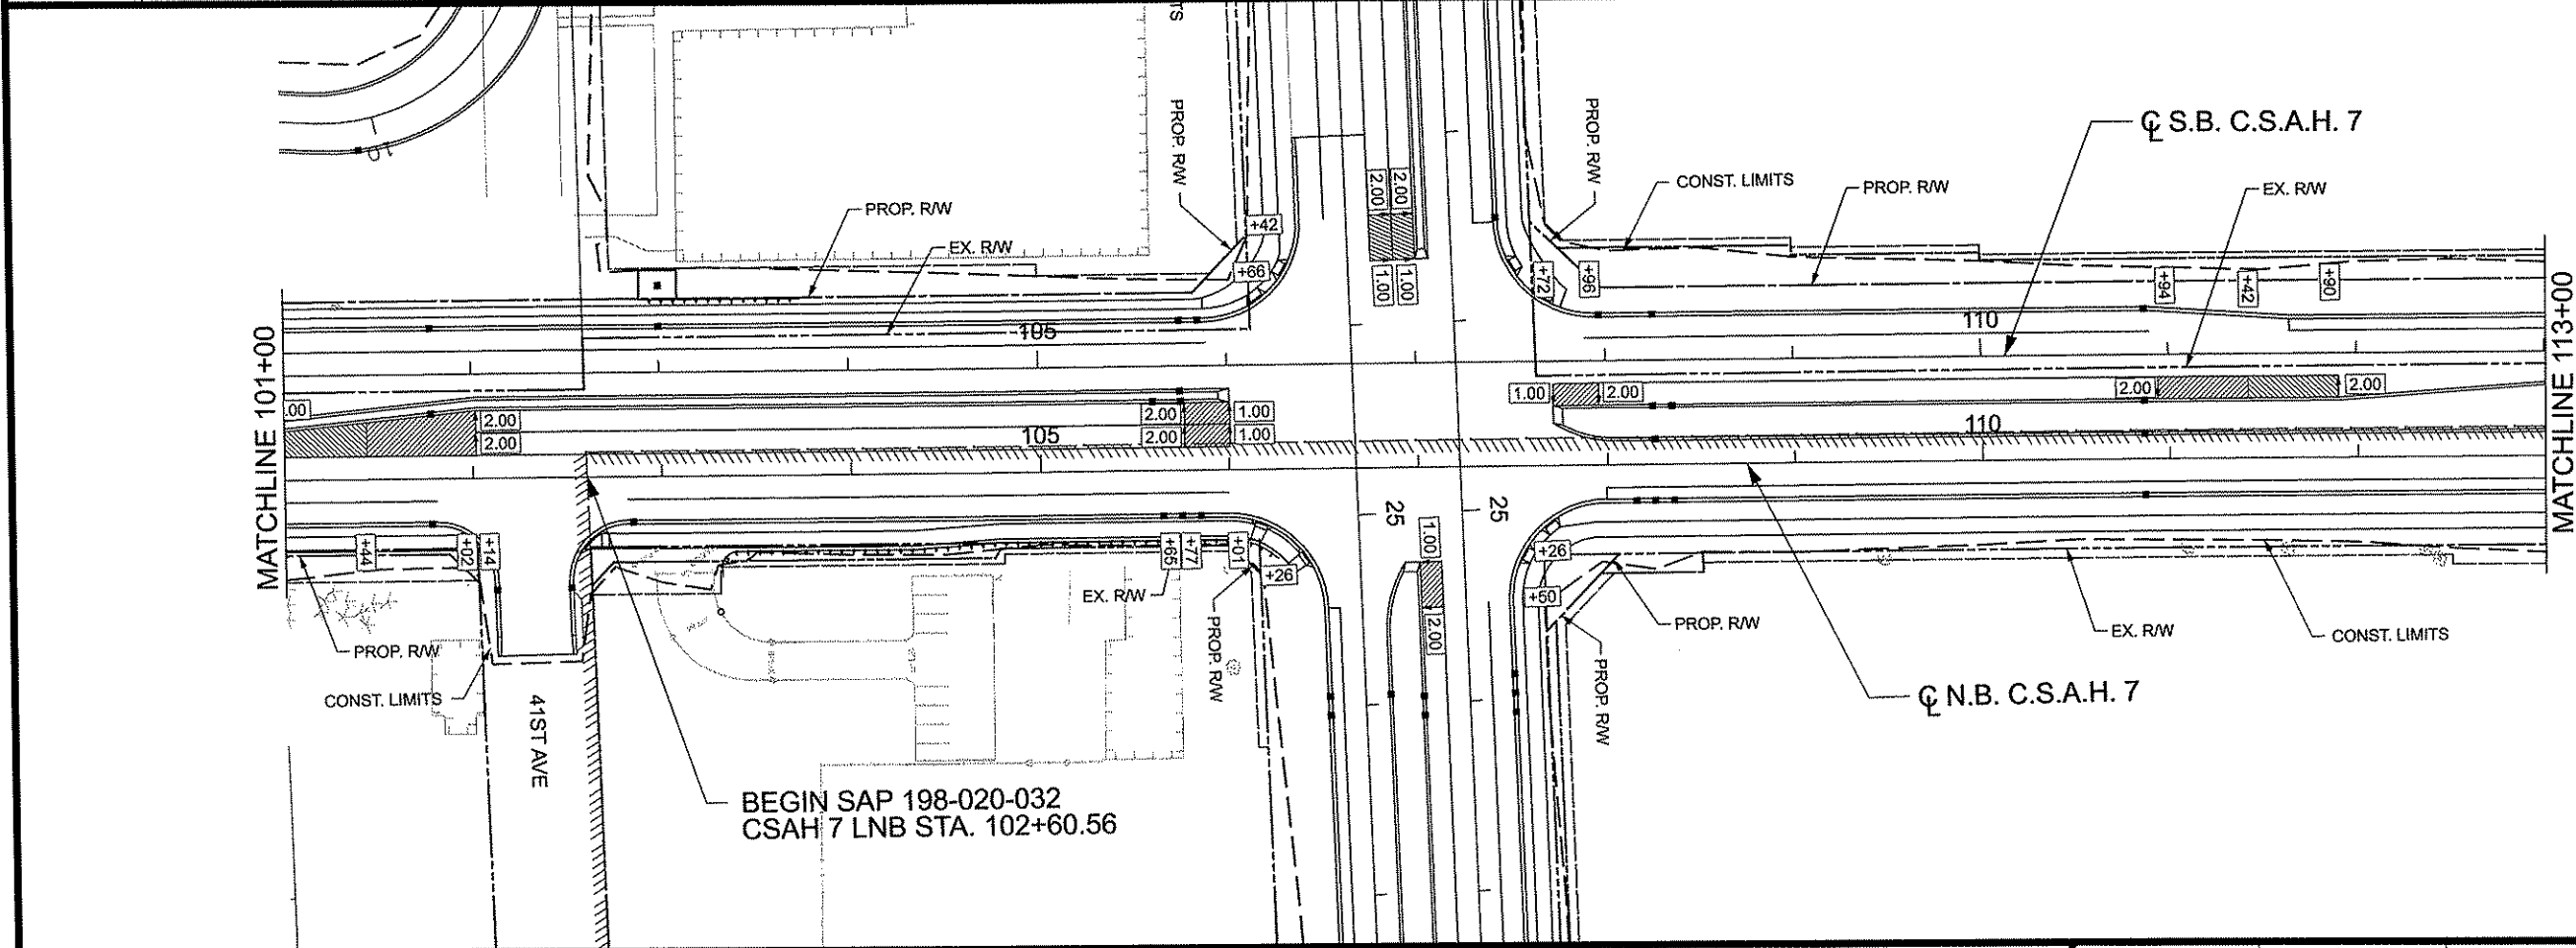 TS
10
PROP. R/W
PROP. R/W
EX. R/W
+42
+66
2.00
2.00
1.00
1.00
PROP. R/W
CONST. LIMITS
PROP. R/W
℄ S.B. C.S.A.H. 7
EX. R/W
+72
+96
+94
+42
+90
MATCHLINE 101+00
MATCHLINE 113+00
105
110
.00
2.00
2.00
2.00
1.00
2.00
1.00
105
1.00
2.00
2.00
2.00
110
25
25
1.00
2.00
+44
+02
+14
+65
+77
+01
+26
+26
+50
EX. R/W
PROP. R/W
PROP. R/W
PROP. R/W
EX. R/W
CONST. LIMITS
PROP. R/W
CONST. LIMITS
41ST AVE
℄ N.B. C.S.A.H. 7
BEGIN SAP 198-020-032
CSAH 7 LNB STA. 102+60.56